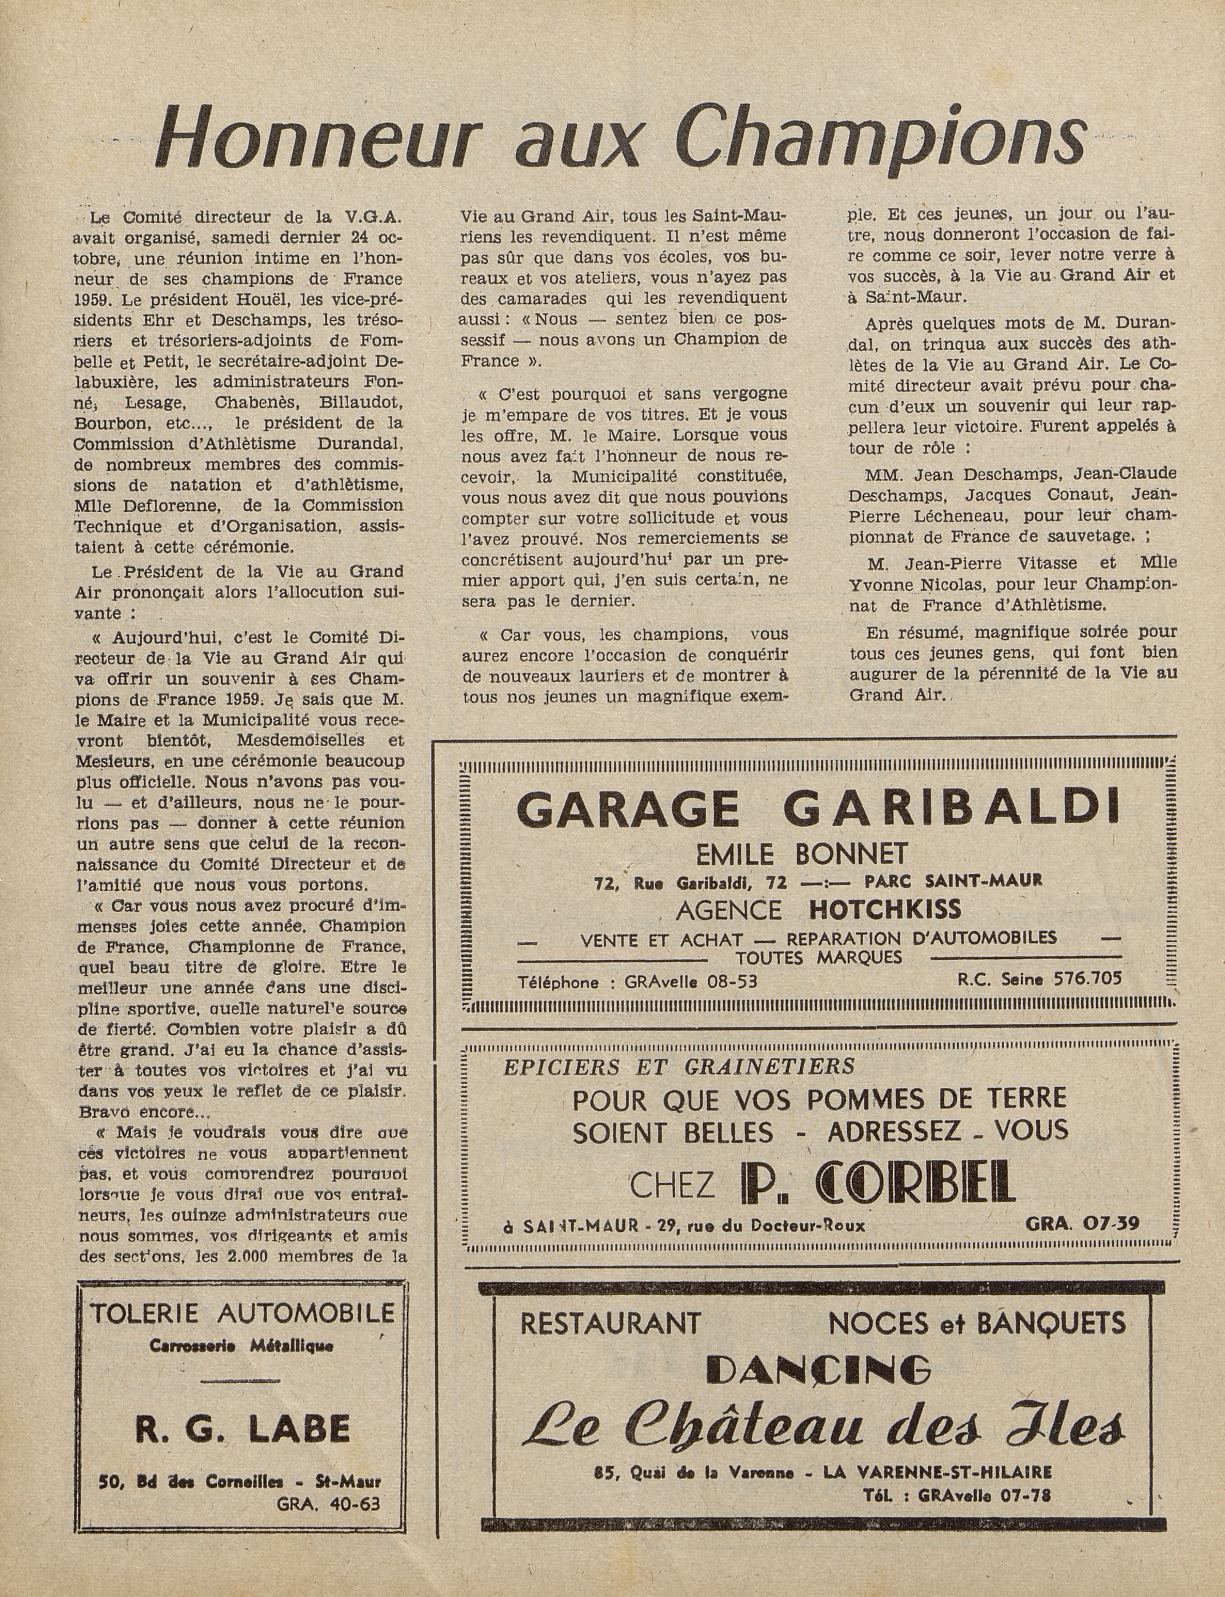 Honneur aux Champions
Le Comité directeur de la V.G.A.
avait organisé, samedi dernier 24 oc-
tobre, une réunion intime en l'hon-
neur de ses champions de France
1959. Le président Houël, les vice-pré-
sidents Ehr et Deschamps, les tréso-
riers et trésoriers-adjoints de Fom-
belle et Petit, le secrétaire-adjoint De-
labuxière, les administrateurs Fon-
né, Lesage, Chabenès, Billaudot,
Bourbon, etc..., le président de la
Commission d'Athlètisme Durandal,
de nombreux membres des commis-
sions de natation et d'athlètisme,
Mlle Deflorenne, de la Commission
Technique et d'Organisation, assis-
taient à cette cérémonie.
Le Président de la Vie au Grand
Air prononçait alors l'allocution sui-
vante :
« Aujourd'hui, c'est le Comité Di-
recteur de la Vie au Grand Air qui
va offrir un souvenir à ses Cham-
pions de France 1959. Je sais que M.
le Maire et la Municipalité vous rece-
vront bientôt, Mesdemoiselles et
Mesieurs, en une cérémonie beaucoup
plus officielle. Nous n'avons pas vou-
lu — et d'ailleurs, nous ne le pour-
rions pas — donner à cette réunion
un autre sens que celui de la recon-
naissance du Comité Directeur et de
l'amitié que nous vous portons.
« Car vous nous avez procuré d'im-
menses joies cette année. Champion
de France, Championne de France,
quel beau titre de gloire. Etre le
meilleur une année dans une disci-
pline sportive, quelle naturel'e source
de fierté. Combien votre plaisir a dû
être grand. J'ai eu la chance d'assis-
ter à toutes vos victoires et j'ai vu
dans vos yeux le reflet de ce plaisir.
Bravo encore...
« Mais je voudrais vous dire que
ces victoires ne vous appartiennent
pas, et vous comprendrez pourquoi
lorsque je vous dirai que vos entraî-
neurs, les quinze administrateurs que
nous sommes, vos dirigeants et amis
des sect'ons, les 2.000 membres de la
Vie au Grand Air, tous les Saint-Mau-
riens les revendiquent. Il n'est même
pas sûr que dans vos écoles, vos bu-
reaux et vos ateliers, vous n'ayez pas
des camarades qui les revendiquent
aussi : « Nous — sentez bien ce pos-
sessif — nous avons un Champion de
France ».
« C'est pourquoi et sans vergogne
je m'empare de vos titres. Et je vous
les offre, M. le Maire. Lorsque vous
nous avez fait l'honneur de nous re-
cevoir, la Municipalité constituée,
vous nous avez dit que nous pouvions
compter sur votre sollicitude et vous
l'avez prouvé. Nos remerciements se
concrétisent aujourd'hui par un pre-
mier apport qui, j'en suis certain, ne
sera pas le dernier.
« Car vous, les champions, vous
aurez encore l'occasion de conquérir
de nouveaux lauriers et de montrer à
tous nos jeunes un magnifique exem-
ple. Et ces jeunes, un jour ou l'au-
tre, nous donneront l'occasion de fai-
re comme ce soir, lever notre verre à
vos succès, à la Vie au Grand Air et
à Saint-Maur.
Après quelques mots de M. Duran-
dal, on trinqua aux succès des ath-
lètes de la Vie au Grand Air. Le Co-
mité directeur avait prévu pour cha-
cun d'eux un souvenir qui leur rap-
pellera leur victoire. Furent appelés à
tour de rôle :
MM. Jean Deschamps, Jean-Claude
Deschamps, Jacques Conaut, Jean-
Pierre Lécheneau, pour leur cham-
pionnat de France de sauvetage. ;
M. Jean-Pierre Vitasse et Mlle
Yvonne Nicolas, pour leur Champion-
nat de France d'Athlètisme.
En résumé, magnifique soirée pour
tous ces jeunes gens, qui font bien
augurer de la pérennité de la Vie au
Grand Air.
GARAGE GARIBALDI
EMILE BONNET
72, Rue Garibaldi, 72 —:— PARC SAINT-MAUR
AGENCE HOTCHKISS
— VENTE ET ACHAT — REPARATION D'AUTOMOBILES —
TOUTES MARQUES
Téléphone : GRAvelle 08-53 R.C. Seine 576.705
EPICIERS ET GRAINETIERS
POUR QUE VOS POMMES DE TERRE
SOIENT BELLES - ADRESSEZ-VOUS
CHEZ P. CORBEL
à SAINT-MAUR - 29, rue du Docteur-Roux GRA. 07-39
TOLERIE AUTOMOBILE
Carrosserie Métallique
R. G. LABE
50, Bd des Corneilles - St-Maur
GRA. 40-63
RESTAURANT NOCES et BANQUETS
DANCING
Le Château des Iles
85, Quai de la Varenne - LA VARENNE-ST-HILAIRE
Tél. : GRAvelle 07-78